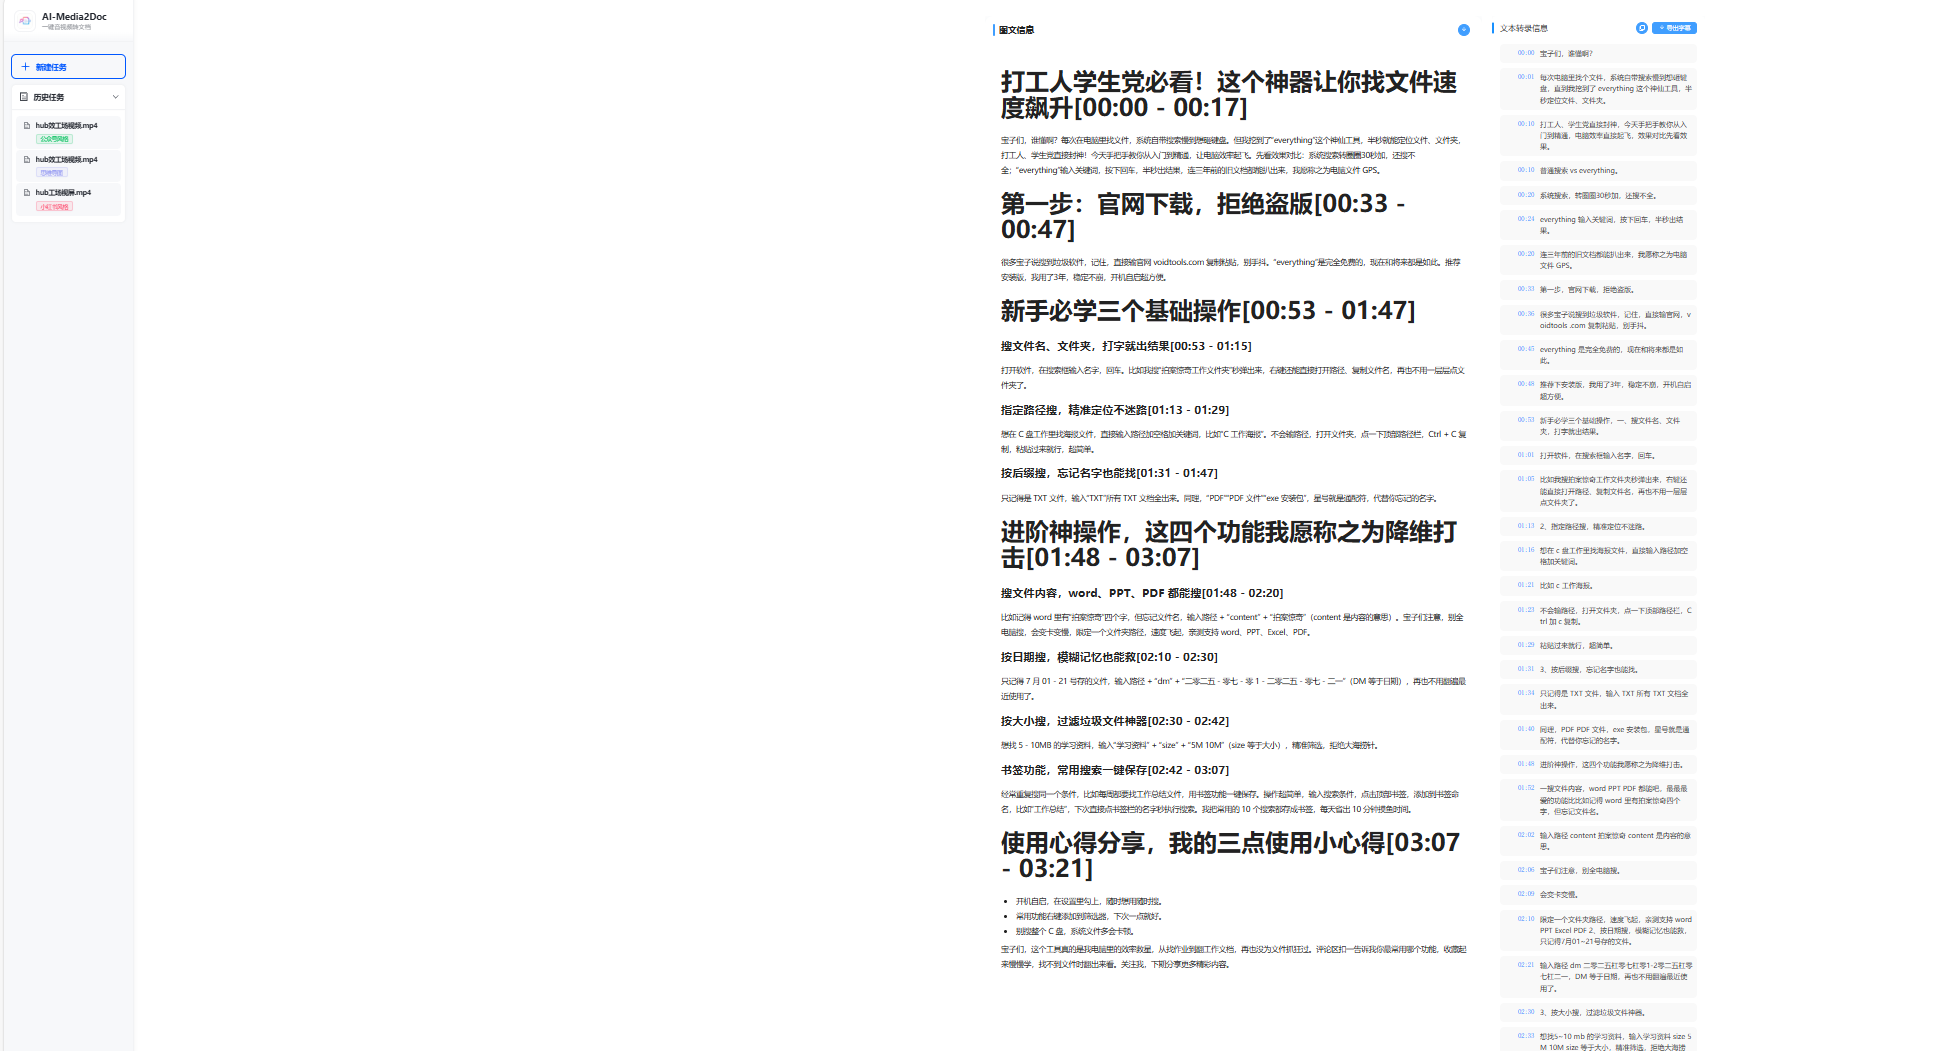 AI-Media2Doc
一键音视频转文档
新建任务
历史任务
hub效工场视频.mp4
公众号风格
hub效工场视频.mp4
思维导图
hub工场视屏.mp4
小红书风格
图文信息
打工人学生党必看！这个神器让你找文件速
度飙升[00:00 - 00:17]
宝子们，谁懂啊？每次在电脑里找文件，系统自带搜索慢到想砸键盘。但我挖到了"everything"这个神仙工具，半秒就能定位文件、文件夹，
打工人、学生党直接封神！今天手把手教你从入门到精通，让电脑效率起飞。先看效果对比：系统搜索转圈圈30秒加，还搜不
全；"everything"输入关键词，按下回车，半秒出结果，连三年前的旧文档都能扒出来，我愿称之为电脑文件 GPS。
第一步：官网下载，拒绝盗版[00:33 -
00:47]
很多宝子说搜到垃圾软件，记住，直接输官网 voidtools.com 复制粘贴，别手抖。"everything"是完全免费的，现在和将来都是如此。推荐
安装版，我用了3年，稳定不崩，开机自启超方便。
新手必学三个基础操作[00:53 - 01:47]
搜文件名、文件夹，打字就出结果[00:53 - 01:15]
打开软件，在搜索框输入名字，回车。比如我搜"拍案惊奇工作文件夹"秒弹出来，右键还能直接打开路径、复制文件名，再也不用一层层点文
件夹了。
指定路径搜，精准定位不迷路[01:13 - 01:29]
想在 C 盘工作里找海报文件，直接输入路径加空格加关键词，比如"C 工作海报"。不会输路径，打开文件夹，点一下顶部路径栏，Ctrl + C 复
制，粘贴过来就行，超简单。
按后缀搜，忘记名字也能找[01:31 - 01:47]
只记得是 TXT 文件，输入"TXT"所有 TXT 文档全出来。同理，"PDF""PDF 文件""exe 安装包"，星号就是通配符，代替你忘记的名字。
进阶神操作，这四个功能我愿称之为降维打
击[01:48 - 03:07]
搜文件内容，word、PPT、PDF 都能搜[01:48 - 02:20]
比如记得 word 里有"拍案惊奇"四个字，但忘记文件名，输入路径 + "content" + "拍案惊奇"（content 是内容的意思）。宝子们注意，别全
电脑搜，会变卡变慢，限定一个文件夹路径，速度飞起，亲测支持 word、PPT、Excel、PDF。
按日期搜，模糊记忆也能救[02:10 - 02:30]
只记得 7 月 01 - 21 号存的文件，输入路径 + "dm" + "二零二五 - 零七 - 零 1 - 二零二五 - 零七 - 二一"（DM 等于日期），再也不用翻遍最
近使用了。
按大小搜，过滤垃圾文件神器[02:30 - 02:42]
想找 5 - 10MB 的学习资料，输入"学习资料" + "size" + "5M 10M"（size 等于大小），精准筛选，拒绝大海捞针。
书签功能，常用搜索一键保存[02:42 - 03:07]
经常重复搜同一个条件，比如每周都要找工作总结文件，用书签功能一键保存。操作超简单，输入搜索条件，点击顶部书签，添加到书签命
名，比如"工作总结"，下次直接点书签栏的名字秒执行搜索。我把常用的 10 个搜索都存成书签，每天省出 10 分钟摸鱼时间。
使用心得分享，我的三点使用小心得[03:07
- 03:21]
开机自启，在设置里勾上，随时想用随时搜。
常用功能右键添加到筛选器，下次一点就好。
别搜整个 C 盘，系统文件多会卡顿。
宝子们，这个工具真的是我电脑里的效率救星，从找作业到翻工作文档，再也没为文件抓狂过。评论区扣一告诉我你最常用哪个功能，收藏起
来慢慢学，找不到文件时翻出来看。关注我，下期分享更多精彩内容。
文本转录信息
导出字幕
00:00 宝子们，谁懂啊？
00:01 每次电脑里找个文件，系统自带搜索慢到想砸键
盘，直到我挖到了 everything 这个神仙工具，半
秒定位文件、文件夹。
00:10 打工人、学生党直接封神，今天手把手教你从入
门到精通，电脑效率直接起飞，效果对比先看效
果。
00:18 普通搜索 vs everything。
00:20 系统搜索，转圈圈30秒加，还搜不全。
00:24 everything 输入关键词，按下回车，半秒出结
果。
00:28 连三年前的旧文档都能扒出来，我愿称之为电脑
文件 GPS。
00:33 第一步，官网下载，拒绝盗版。
00:36 很多宝子说搜到垃圾软件，记住，直接输官网，v
oidtools .com 复制粘贴，别手抖。
00:45 everything 是完全免费的，现在和将来都是如
此。
00:48 推荐下安装版，我用了3年，稳定不崩，开机自启
超方便。
00:53 新手必学三个基础操作，一、搜文件名、文件
夹，打字就出结果。
01:01 打开软件，在搜索框输入名字，回车。
01:05 比如我搜拍案惊奇工作文件夹秒弹出来，右键还
能直接打开路径、复制文件名，再也不用一层层
点文件夹了。
01:13 2、指定路径搜，精准定位不迷路。
01:16 想在 c 盘工作里找海报文件，直接输入路径加空
格加关键词。
01:21 比如 c 工作海报。
01:23 不会输路径，打开文件夹，点一下顶部路径栏，C
trl 加 c 复制。
01:29 粘贴过来就行，超简单。
01:31 3、按后缀搜，忘记名字也能找。
01:34 只记得是 TXT 文件，输入 TXT 所有 TXT 文档全
出来。
01:40 同理，PDF PDF 文件，exe 安装包，星号就是通
配符，代替你忘记的名字。
01:48 进阶神操作，这四个功能我愿称之为降维打击。
01:52 一搜文件内容，word PPT PDF 都能吧，最最最
爱的功能比比如记得 word 里有拍案惊奇四个
字，但忘记文件名。
02:02 输入路径 content 拍案惊奇 content 是内容的意
思。
02:06 宝子们注意，别全电脑搜。
02:09 会变卡变慢。
02:10 限定一个文件夹路径，速度飞起，亲测支持 word
PPT Excel PDF 2、按日期搜，模糊记忆也能救，
只记得7月01~21号存的文件。
02:21 输入路径 dm 二零二五杠零七杠零1-2零二五杠零
七杠二一，DM 等于日期，再也不用翻遍最近使
用了。
02:30 3、按大小搜，过滤垃圾文件神器。
02:33 想找5~10 mb 的学习资料，输入学习资料 size 5
M 10M size 等于大小，精准筛选，拒绝大海捞